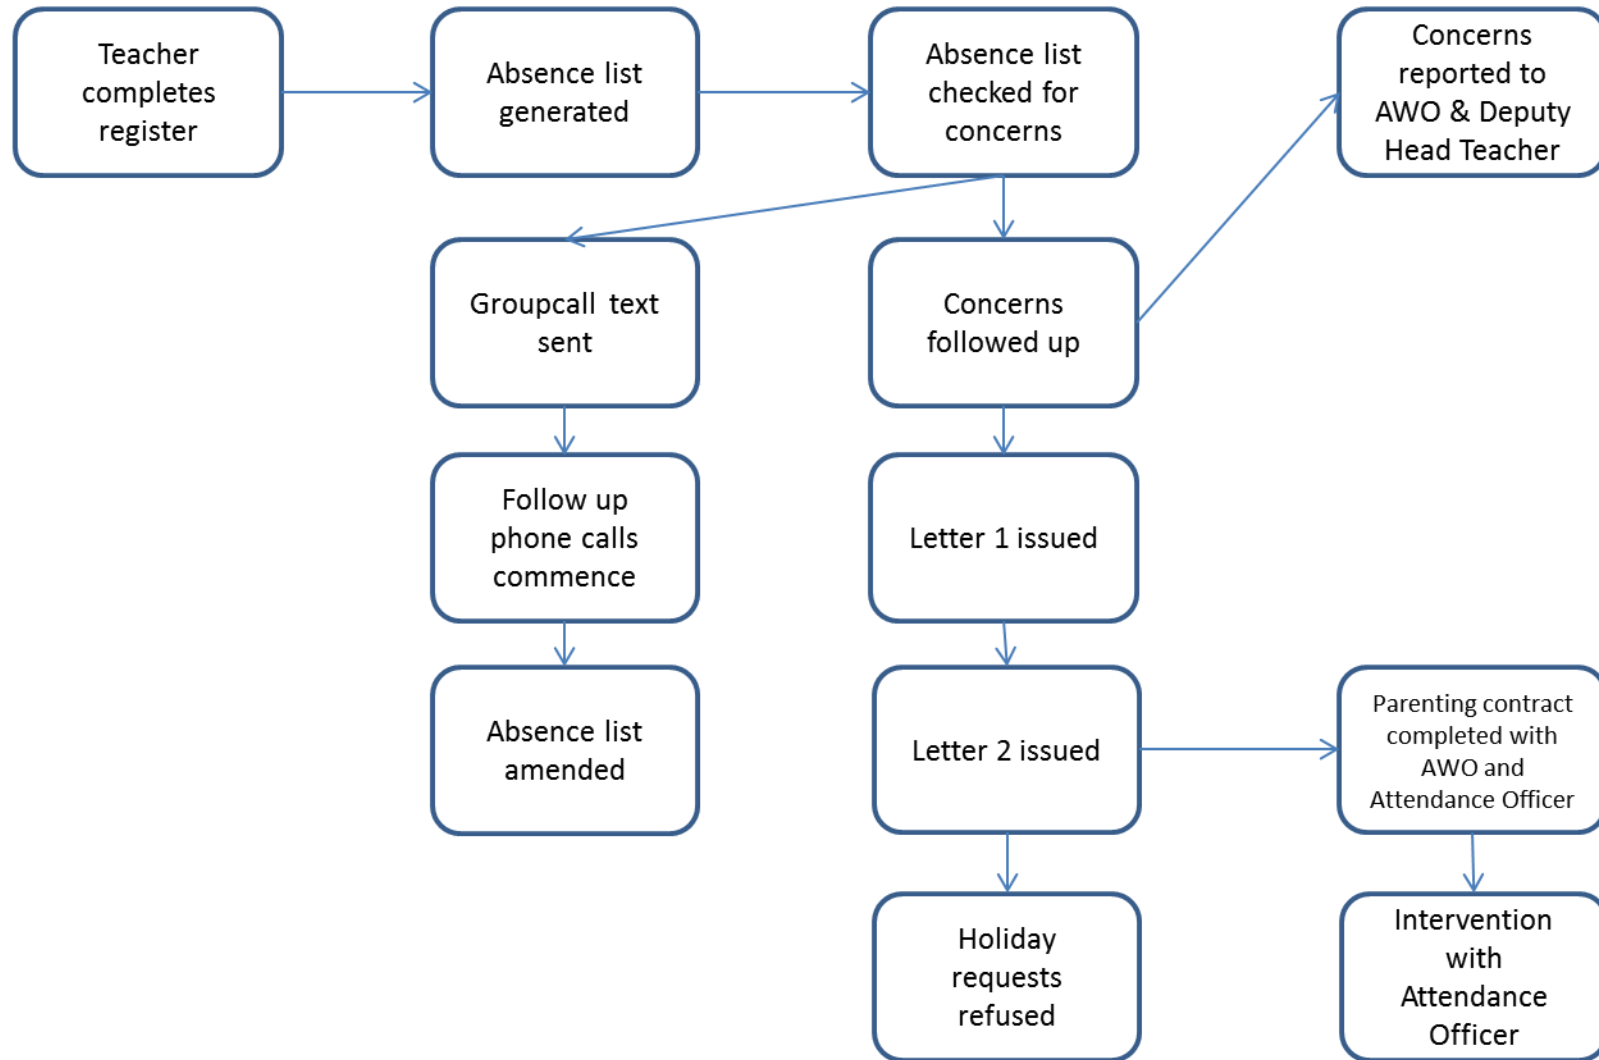 Teacher
completes
register
Absence list
generated
Absence list
checked for
concerns
Concerns
reported to
AWO & Deputy
Head Teacher
Groupcall text
sent
Concerns
followed up
Follow up
phone calls
commence
Letter 1 issued
Absence list
amended
Letter 2 issued
Parenting contract
completed with
AWO and
Attendance Officer
Holiday
requests
refused
Intervention
with
Attendance
Officer